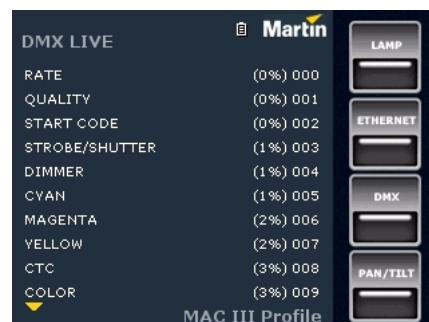 DMX LIVE
Martin
RATE (0%) 000
QUALITY (0%) 001
START CODE (0%) 002
STROBE/SHUTTER (1%) 003
DIMMER (1%) 004
CYAN (1%) 005
MAGENTA (2%) 006
YELLOW (2%) 007
CTC (3%) 008
COLOR (3%) 009
MAC III Profile
LAMP
ETHERNET
DMX
PAN/TILT